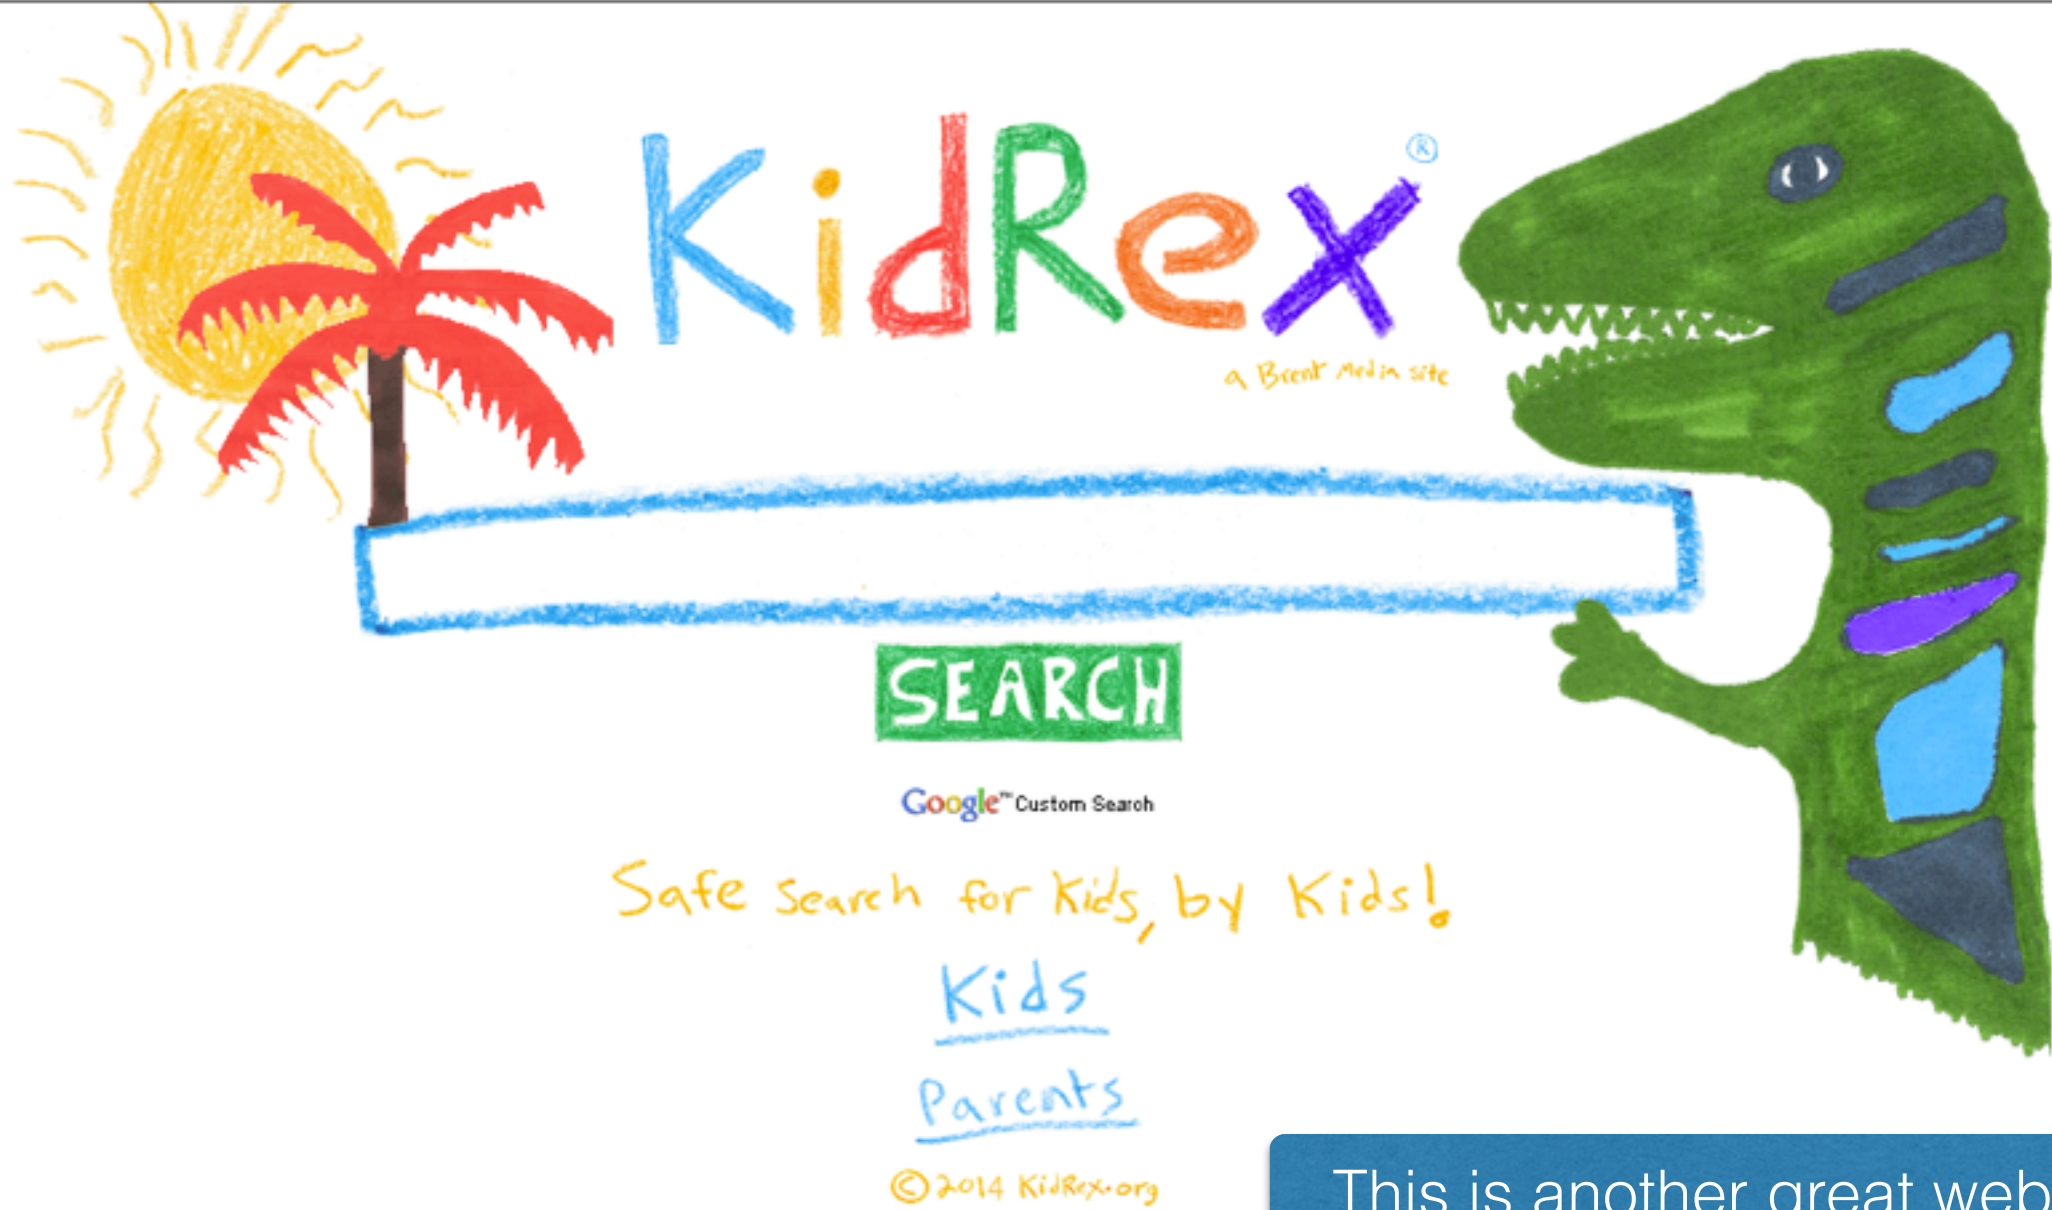 KidRex®
a Brent Media site
SEARCH
Google™ Custom Search
Safe Search for Kids, by Kids!
Kids
Parents
©2014 KidRex.org
This is another great web